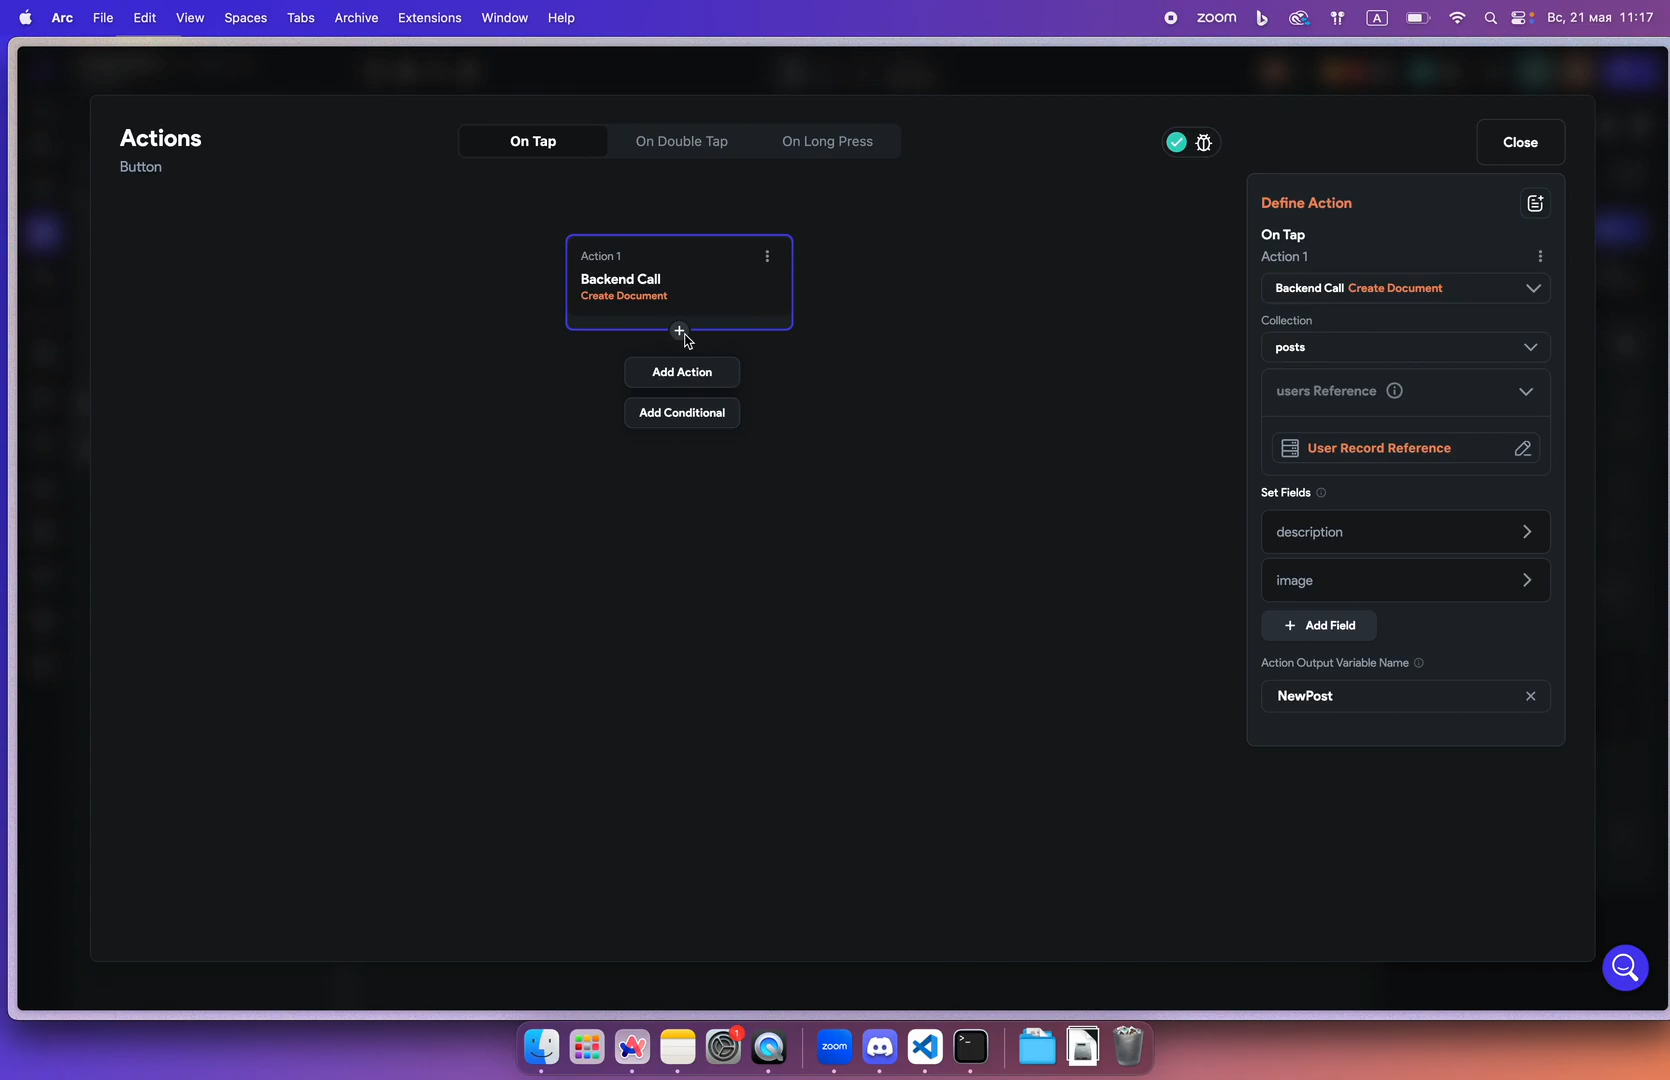 Arc File Edit View Spaces Tabs Archive Extensions Window Help zoom A Вс, 21 мая 11:17
Actions
Button
On Tap On Double Tap On Long Press
Close
Action 1
Backend Call
Create Document
Add Action
Add Conditional
Define Action
On Tap
Action 1
Backend Call Create Document
Collection
posts
users Reference
User Record Reference
Set Fields
description
image
+ Add Field
Action Output Variable Name
NewPost
1
zoom